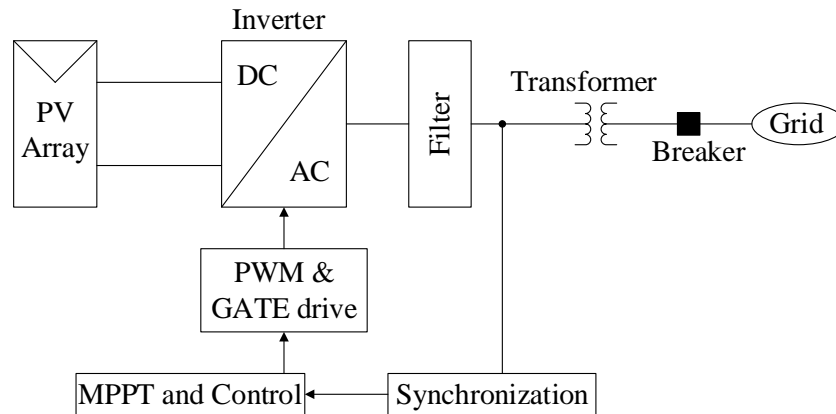 Inverter
PV
Array
DC
AC
Filter
Transformer
Breaker
Grid
PWM &
GATE drive
MPPT and Control
Synchronization